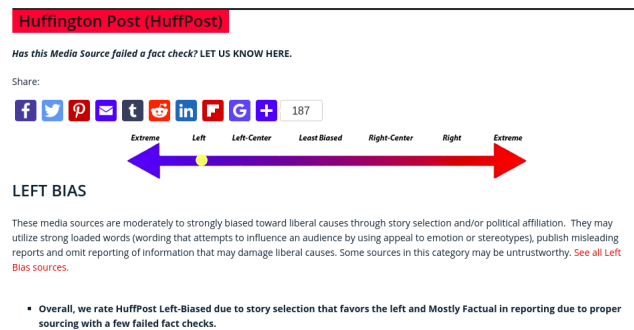 Huffington Post (HuffPost)
Has this Media Source failed a fact check? LET US KNOW HERE.
Share:
187
Extreme Left Left-Center Least Biased Right-Center Right Extreme
LEFT BIAS
These media sources are moderately to strongly biased toward liberal causes through story selection and/or political affiliation. They may
utilize strong loaded words (wording that attempts to influence an audience by using appeal to emotion or stereotypes), publish misleading
reports and omit reporting of information that may damage liberal causes. Some sources in this category may be untrustworthy. See all Left
Bias sources.
Overall, we rate HuffPost Left-Biased due to story selection that favors the left and Mostly Factual in reporting due to proper
sourcing with a few failed fact checks.